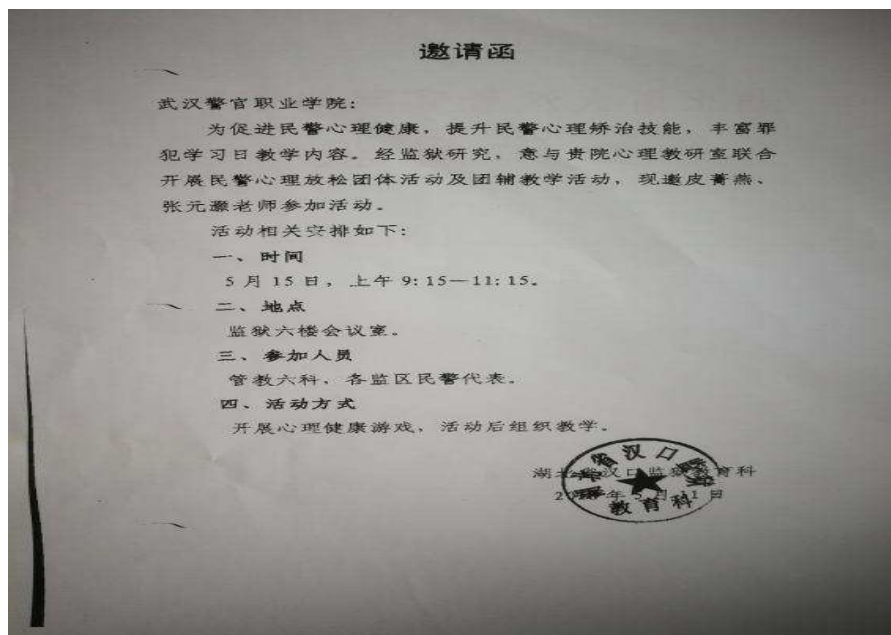 邀请函
武汉警官职业学院:
为促进民警心理健康,提升民警心理矫治技能,丰富罪
犯学习日教学内容。经监狱研究,意与贵院心理教研室联合
开展民警心理放松团体活动及团辅教学活动,现邀皮菁燕、
张元灏老师参加活动。
活动相关安排如下:
一、时间
5月15日,上午9:15—11:15。
二、地点
监狱六楼会议室。
三、参加人员
管教六科,各监区民警代表。
四、活动方式
开展心理健康游戏,活动后组织教学。
湖北省汉口监狱教育科
年5月11日
湖北省汉口监狱
教育科